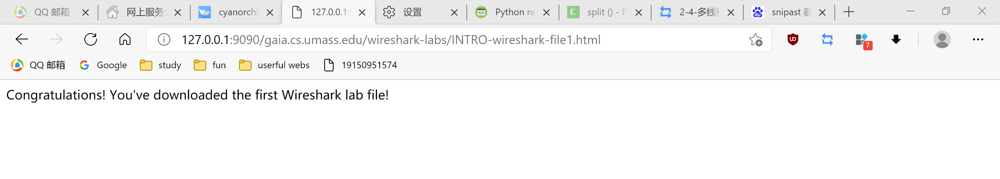 QQ 邮箱 - 网上服务 cyanorchi 127.0.0.1: 设置 Python re split () - P 2-4-多线程 snipast 截
127.0.0.1:9090/gaia.cs.umass.edu/wireshark-labs/INTRO-wireshark-file1.html 7
QQ 邮箱 Google study fun userful webs 19150951574
Congratulations! You've downloaded the first Wireshark lab file!